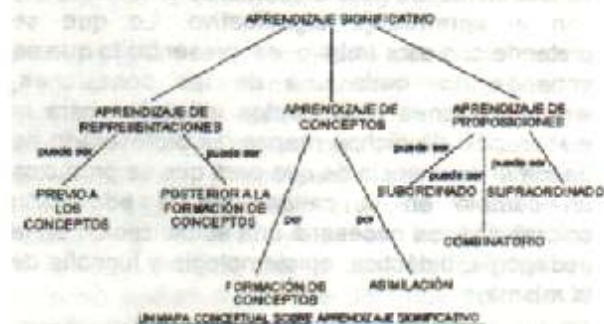 APRENDIZAJE SIGNIFICATIVO
APRENDIZAJE DE REPRESENTACIONES
APRENDIZAJE DE CONCEPTOS
APRENDIZAJE DE PROPOSICIONES
puede ser
puede ser
puede ser
puede ser
puede ser
PREVIO A LOS CONCEPTOS
POSTERIOR A LA FORMACIÓN DE CONCEPTOS
SUBORDINADO
SUPRAORDINADO
por
por
COMBINATORIO
FORMACIÓN DE CONCEPTOS
ASIMILACIÓN
UN MAPA CONCEPTUAL SOBRE APRENDIZAJE SIGNIFICATIVO